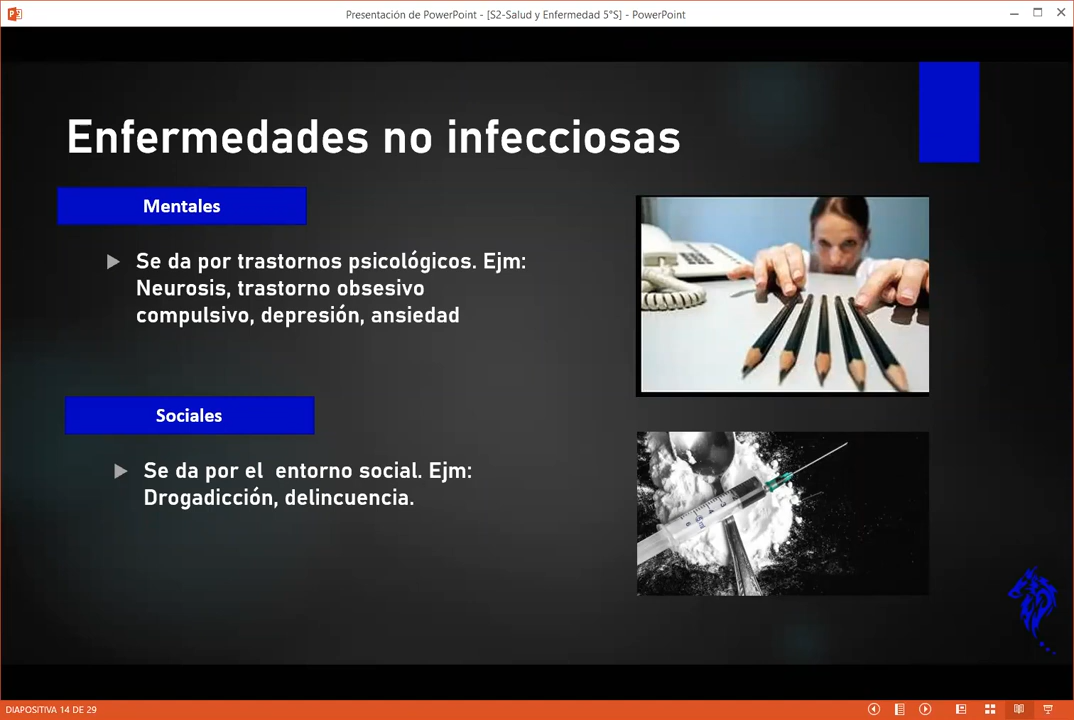 Presentación de PowerPoint - [S2-Salud y Enfermedad 5°S] - PowerPoint
Enfermedades no infecciosas
Mentales
Se da por trastornos psicológicos. Ejm:
Neurosis, trastorno obsesivo
compulsivo, depresión, ansiedad
Sociales
Se da por el entorno social. Ejm:
Drogadicción, delincuencia.
DIAPOSITIVA 14 DE 29